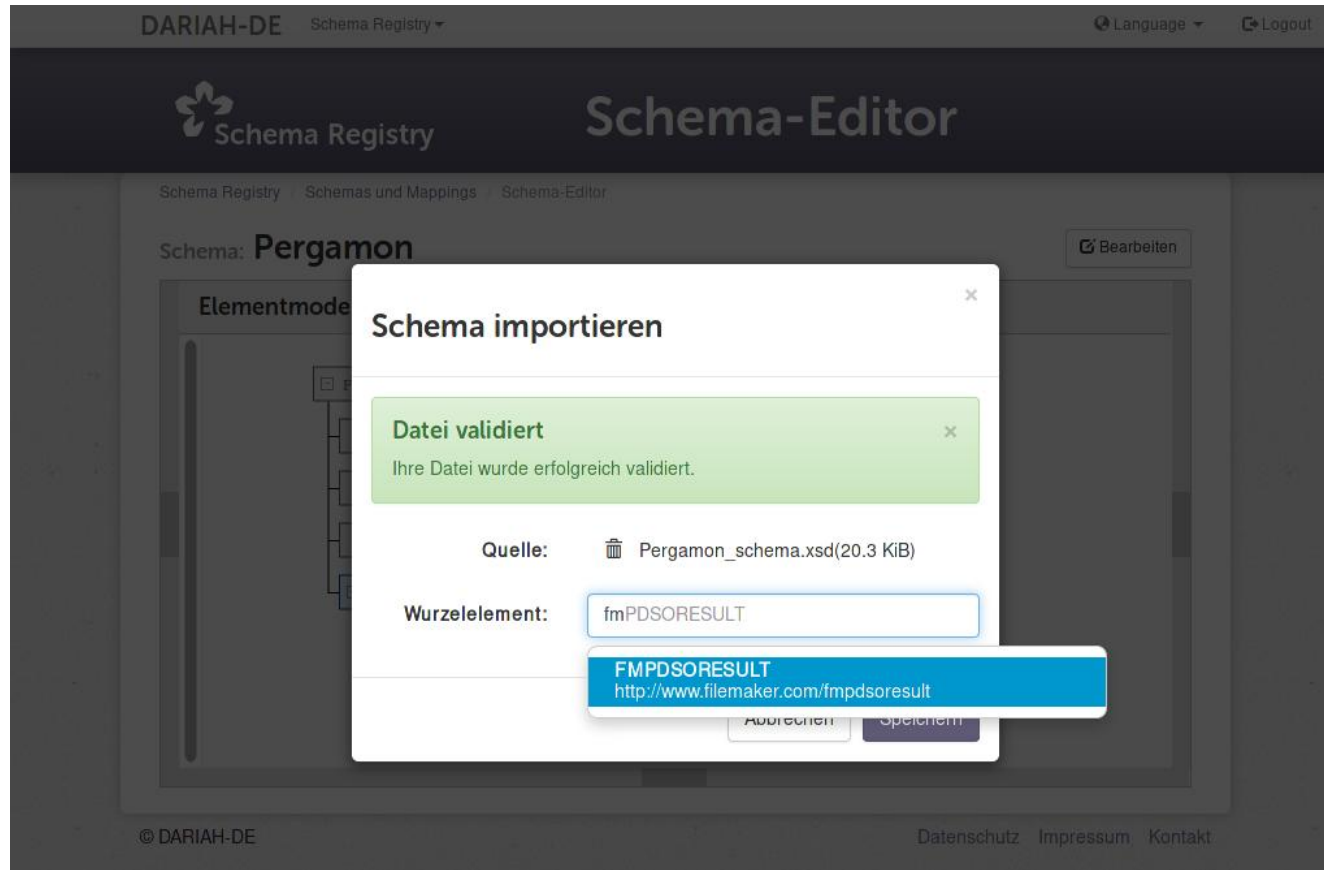 DARIAH-DE Schema Registry Language Logout
Schema Registry Schema-Editor
Schema Registry / Schemas und Mappings / Schema-Editor
Schema: Pergamon Bearbeiten
Elementmode
Schema importieren ×
Datei validiert ×
Ihre Datei wurde erfolgreich validiert.
Quelle: Pergamon_schema.xsd(20.3 KiB)
Wurzelelement: fmPDSORESULT
FMPDSORESULT
http://www.filemaker.com/fmpdsoresult
Abbrechen Speichern
© DARIAH-DE Datenschutz Impressum Kontakt